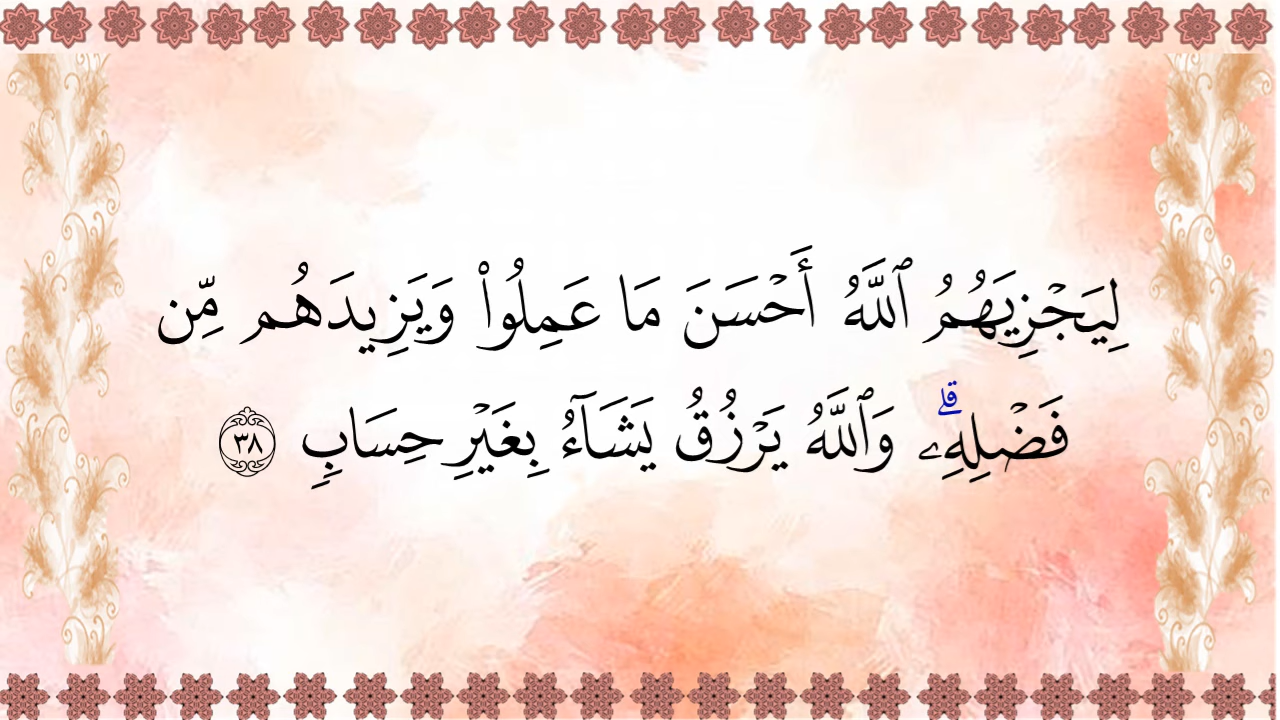 لِيَجْزِيَهُمُ ٱللَّهُ أَحْسَنَ مَا عَمِلُوا۟ وَيَزِيدَهُم مِّن
فَضْلِهِۦۗ وَٱللَّهُ يَرْزُقُ يَشَآءُ بِغَيْرِ حِسَابٍ ٣٨